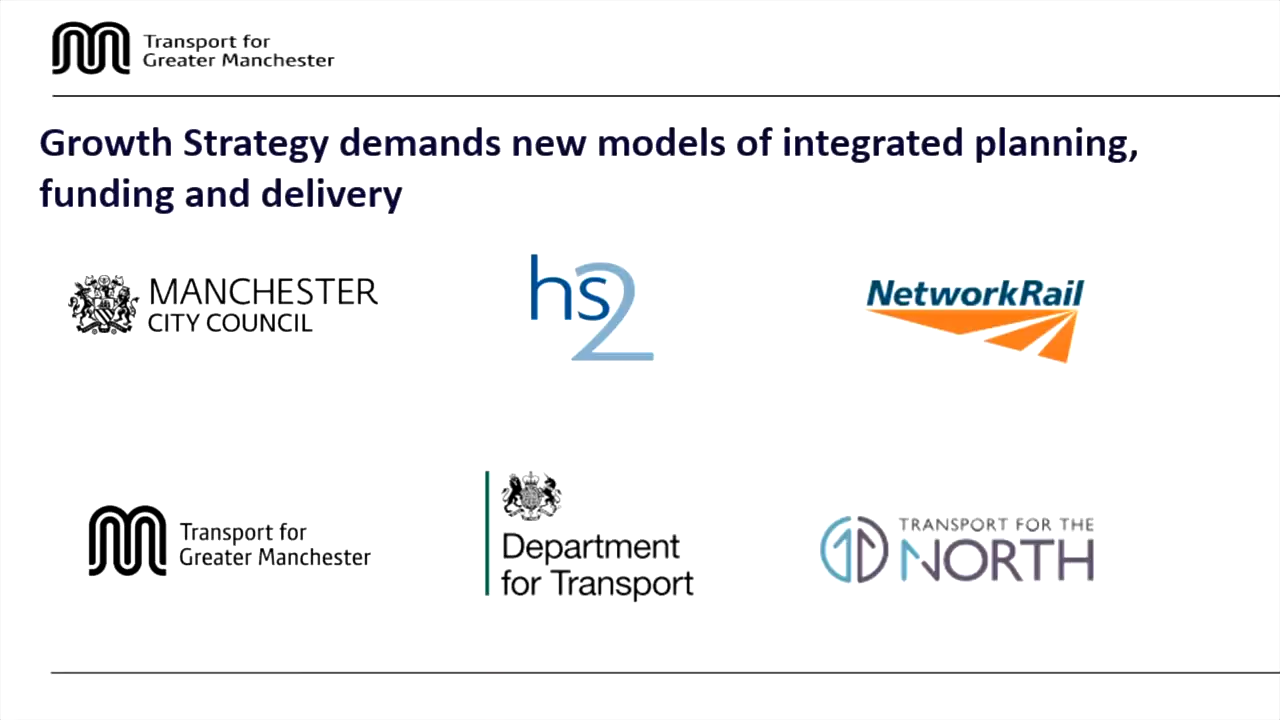 Transport for
Greater Manchester
Growth Strategy demands new models of integrated planning,
funding and delivery
MANCHESTER
CITY COUNCIL
hs2
NetworkRail
Transport for
Greater Manchester
Department
for Transport
TRANSPORT FOR THE
NORTH